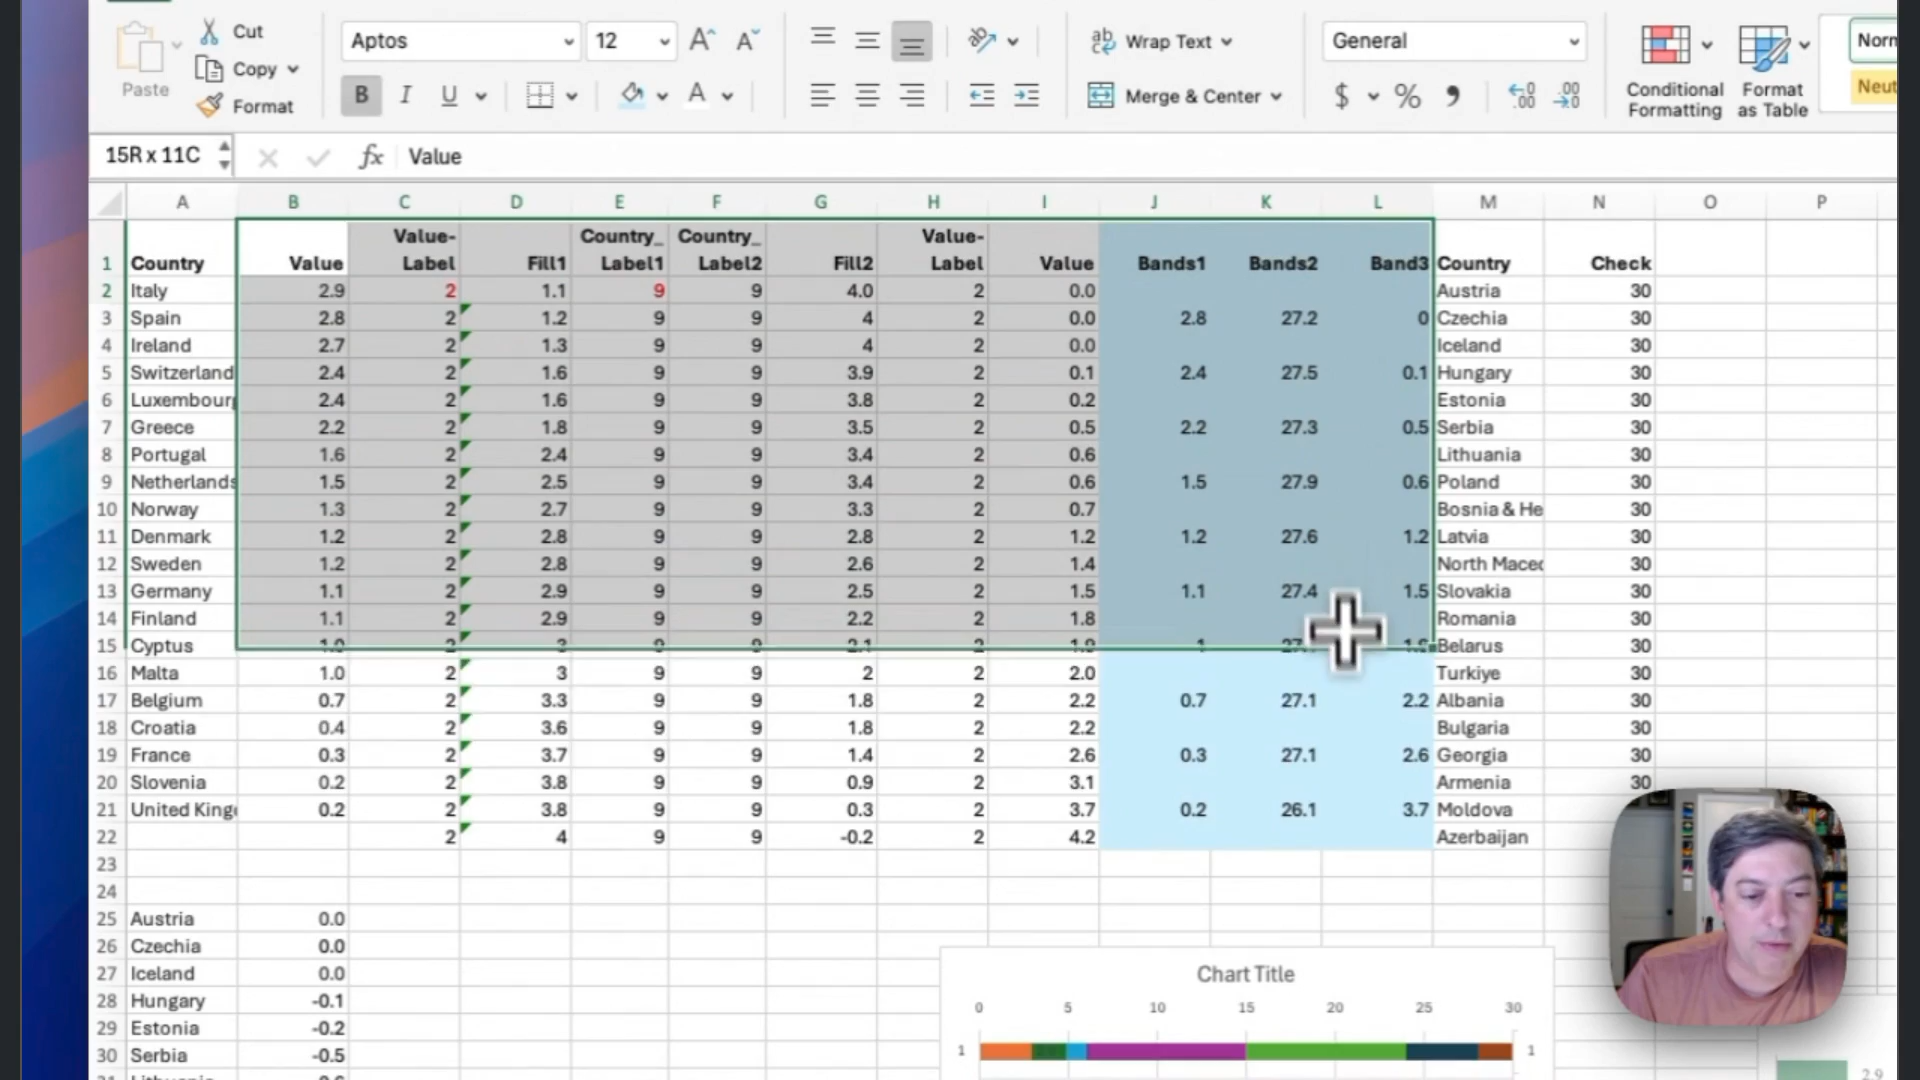 Cut
Aptos 12 Wrap Text General Norm
Paste Copy
Format B I U A Merge & Center $ % Conditional Formatting Format as Table Neut
15R x 11C fx Value
A B C D E F G H I J K L M N O P
1 Country Value Value-Label Fill1 Country_Label1 Country_Label2 Fill2 Value-Label Value Bands1 Bands2 Band3 Country Check
2 Italy 2.9 2 1.1 9 9 4.0 2 0.0 Austria 30
3 Spain 2.8 2 1.2 9 9 4 2 0.0 2.8 27.2 0 Czechia 30
4 Ireland 2.7 2 1.3 9 9 4 2 0.0 Iceland 30
5 Switzerland 2.4 2 1.6 9 9 3.9 2 0.1 2.4 27.5 0.1 Hungary 30
6 Luxembourg 2.4 2 1.6 9 9 3.8 2 0.2 Estonia 30
7 Greece 2.2 2 1.8 9 9 3.5 2 0.5 2.2 27.3 0.5 Serbia 30
8 Portugal 1.6 2 2.4 9 9 3.4 2 0.6 Lithuania 30
9 Netherlands 1.5 2 2.5 9 9 3.4 2 0.6 1.5 27.9 0.6 Poland 30
10 Norway 1.3 2 2.7 9 9 3.3 2 0.7 Bosnia & He 30
11 Denmark 1.2 2 2.8 9 9 2.8 2 1.2 1.2 27.6 1.2 Latvia 30
12 Sweden 1.2 2 2.8 9 9 2.6 2 1.4 North Maced 30
13 Germany 1.1 2 2.9 9 9 2.5 2 1.5 1.1 27.4 1.5 Slovakia 30
14 Finland 1.1 2 2.9 9 9 2.2 2 1.8 Romania 30
15 Cyptus 1.0 2 3 9 9 2.1 2 1.9 1 Belarus 30
16 Malta 1.0 2 3 9 9 2 2 2.0 Turkiye 30
17 Belgium 0.7 2 3.3 9 9 1.8 2 2.2 0.7 27.1 2.2 Albania 30
18 Croatia 0.4 2 3.6 9 9 1.8 2 2.2 Bulgaria 30
19 France 0.3 2 3.7 9 9 1.4 2 2.6 0.3 27.1 2.6 Georgia 30
20 Slovenia 0.2 2 3.8 9 9 0.9 2 3.1 Armenia 30
21 United Kingd 0.2 2 3.8 9 9 0.3 2 3.7 0.2 26.1 3.7 Moldova
22 2 4 9 9 -0.2 2 4.2 Azerbaijan
23
24
25 Austria 0.0
26 Czechia 0.0
27 Iceland 0.0
28 Hungary -0.1
29 Estonia -0.2
30 Serbia -0.5
Chart Title
0 5 10 15 20 25 30
1 1
2.9